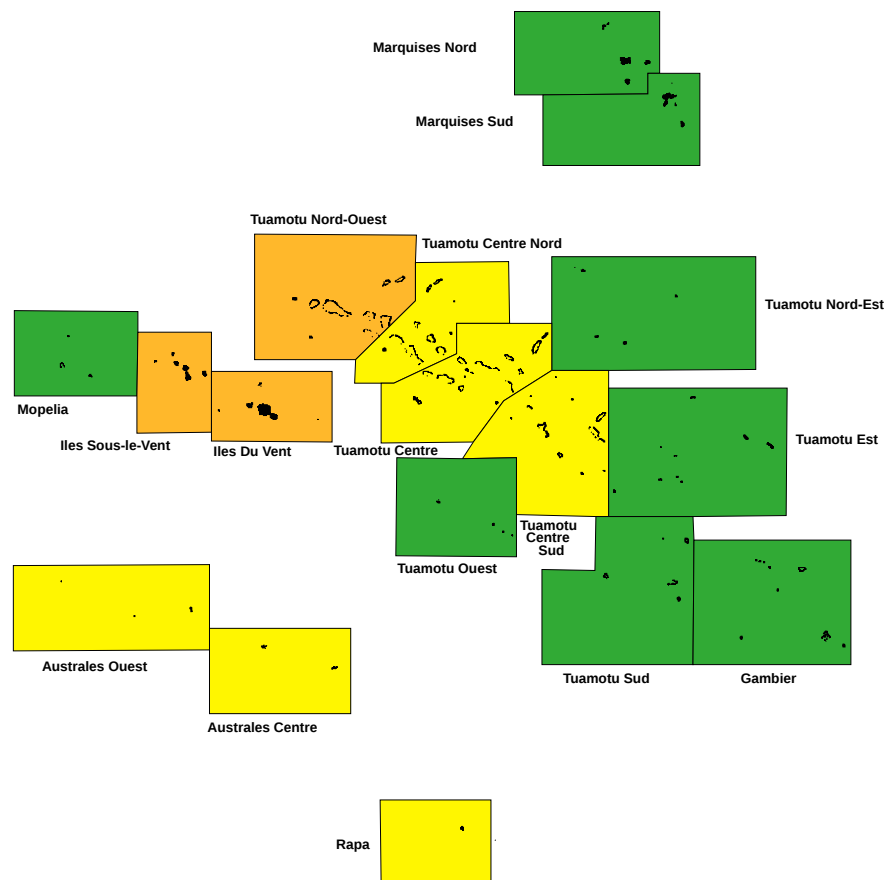 Marquises Nord
Marquises Sud
Tuamotu Nord-Ouest
Tuamotu Centre Nord
Tuamotu Nord-Est
Mopelia
Iles Sous-le-Vent
Iles Du Vent
Tuamotu Centre
Tuamotu Est
Tuamotu
Centre
Sud
Tuamotu Ouest
Australes Ouest
Tuamotu Sud
Gambier
Australes Centre
Rapa